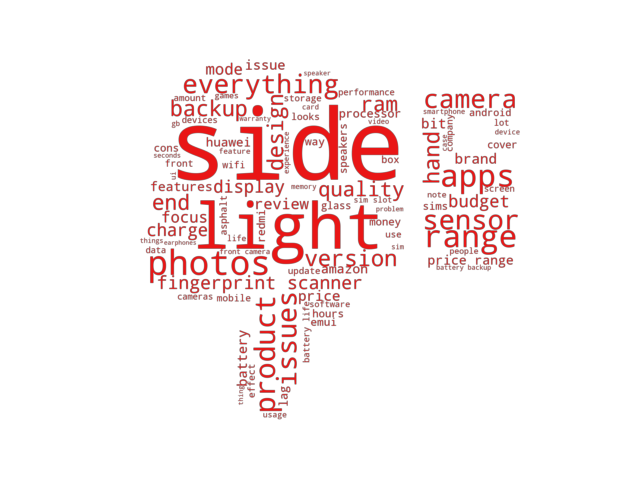 mode issue
speaker
everything
amount games storage performance
backup card ram
gb devices warranty looks processor
video
side
design
cons huawei way speakers box
seconds feature
front wifi experience
ui
features display memory quality
end review glass sim slot
problem
focus asphalt redmi money
charge light use
things earphones life sim
data front camera version
photos update amazon
fingerprint scanner
cameras mobile price
software
product issues hours
emui
battery battery life
effect
thing lag
usage
camera
smartphone android
bit case company lot
device
hand cover
brand
apps
screen
note
sims budget
sensor
range
people
price range
battery backup